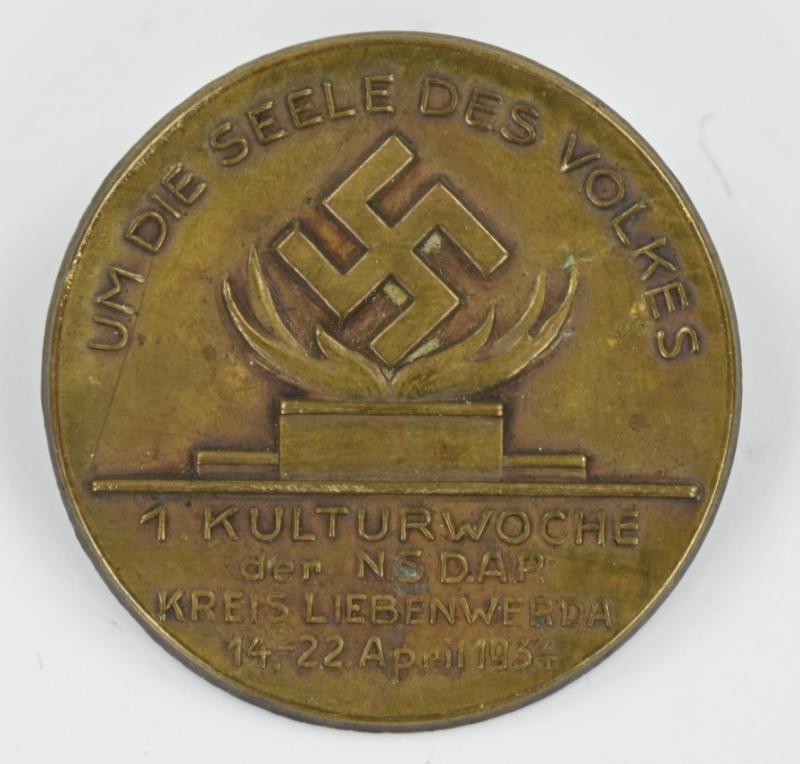 UM DIE SEELE DES VOLKES
1. KULTURWOCHE
der N.S.D.A.P.
KREIS LIEBENWERDA
14.-22. April 1934